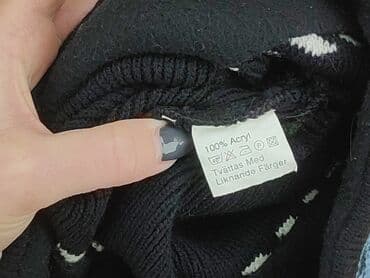 100% Acryl
Tvättas Med
Liknande Färger